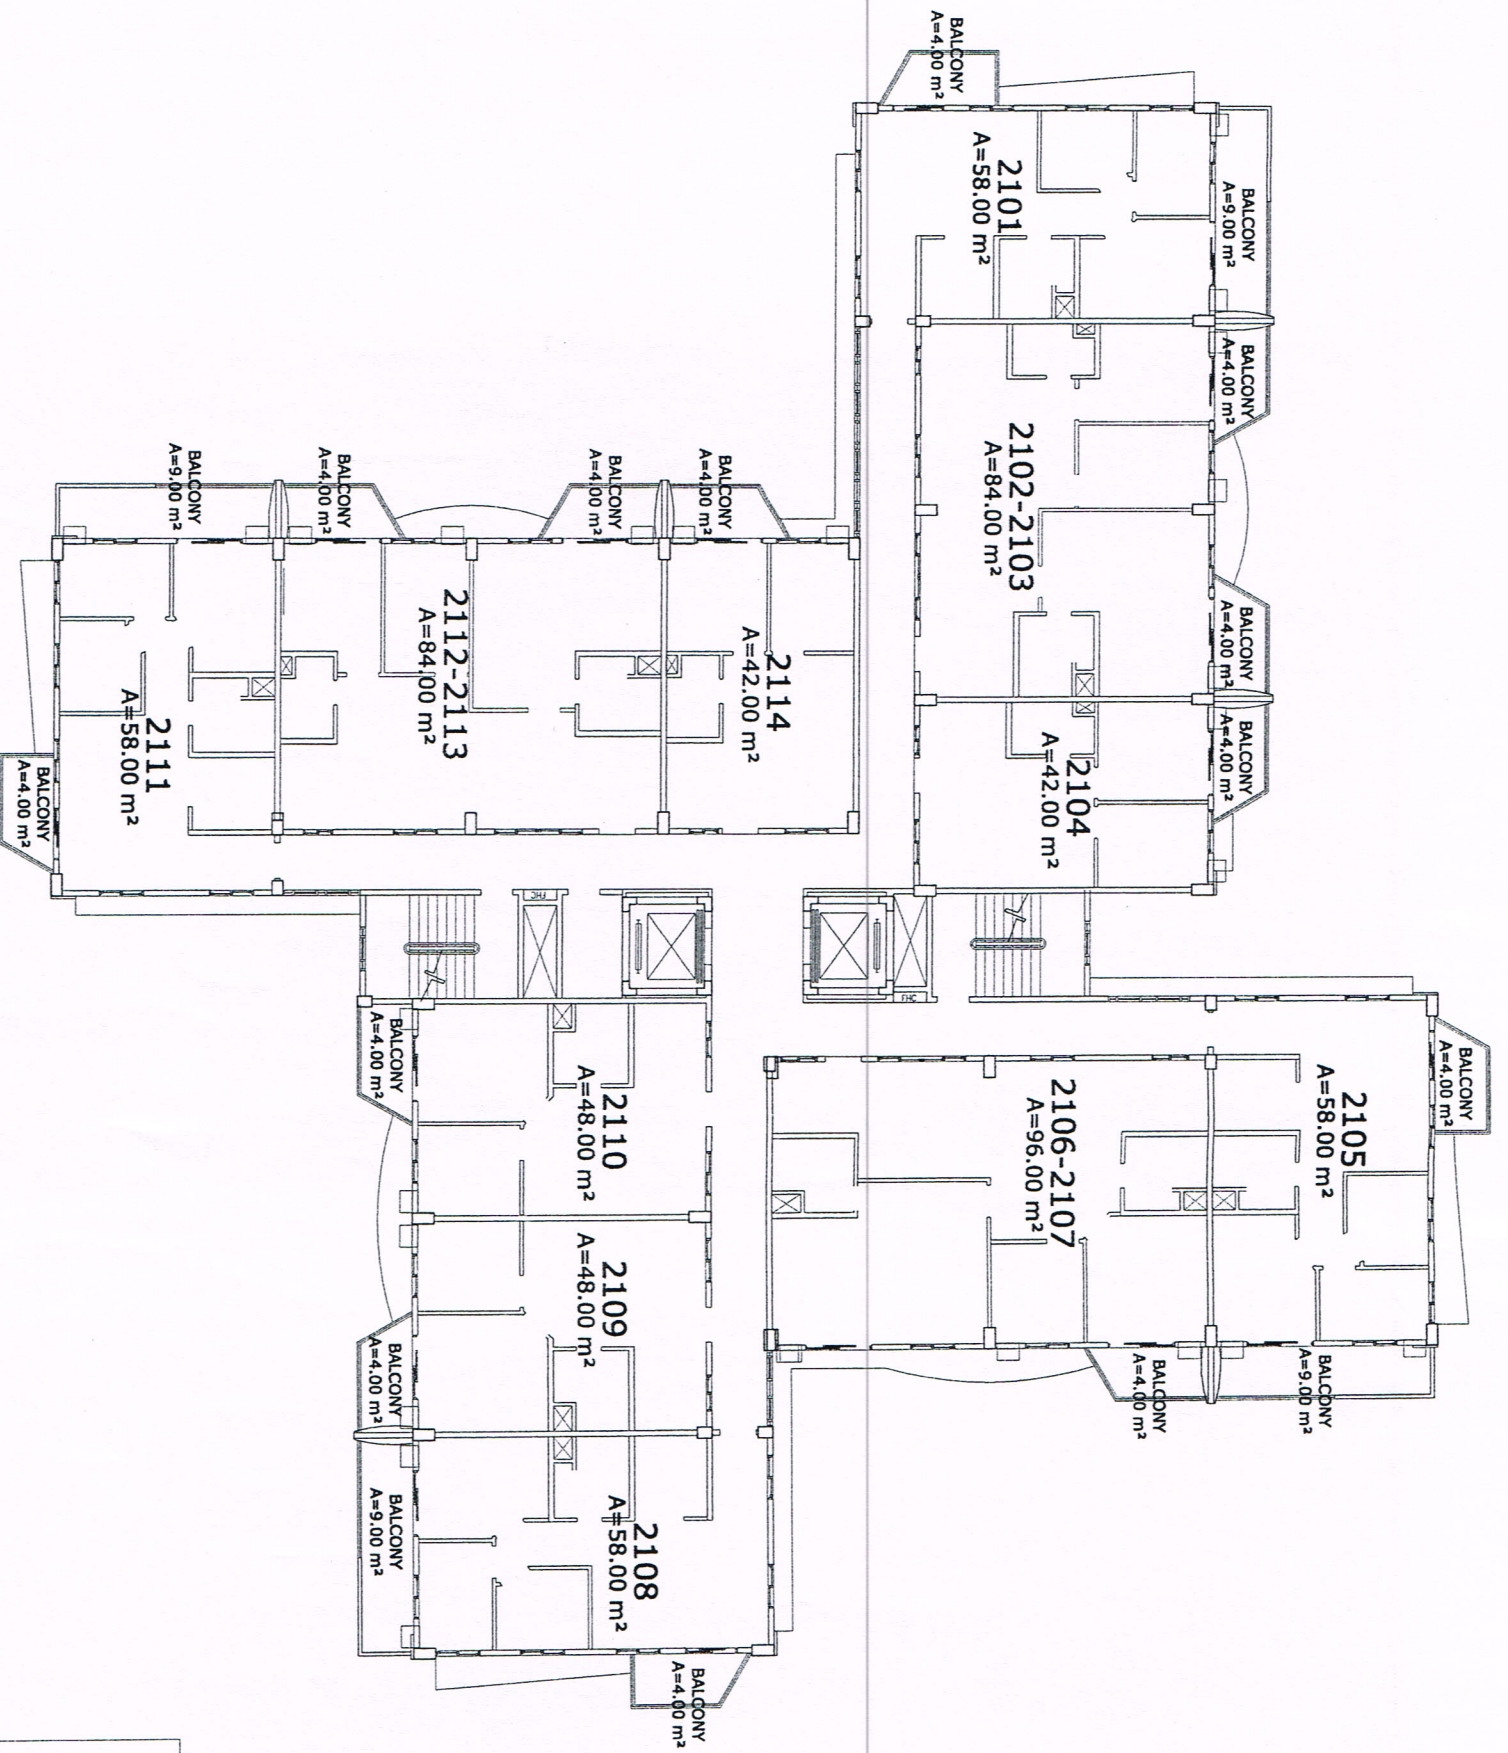 BALCONY
A=4.00 m²
2101
A=58.00 m²
BALCONY
A=9.00 m²
BALCONY
A=4.00 m²
2102-2103
A=84.00 m²
BALCONY
A=4.00 m²
BALCONY
A=4.00 m²
2104
A=42.00 m²
BALCONY
A=9.00 m²
BALCONY
A=4.00 m²
BALCONY
A=4.00 m²
BALCONY
A=4.00 m²
2114
A=42.00 m²
2112-2113
A=84.00 m²
2111
A=58.00 m²
BALCONY
A=4.00 m²
FHC
FHC
BALCONY
A=4.00 m²
2105
A=58.00 m²
2106-2107
A=96.00 m²
BALCONY
A=4.00 m²
BALCONY
A=9.00 m²
BALCONY
A=4.00 m²
2110
A=48.00 m²
2109
A=48.00 m²
BALCONY
A=4.00 m²
BALCONY
A=9.00 m²
2108
A=58.00 m²
BALCONY
A=4.00 m²